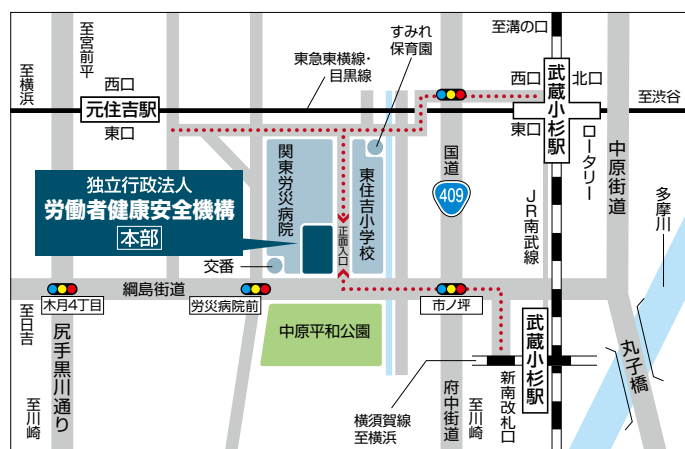 至宮前平
すみれ
保育園
至溝の口
東急東横線・
目黒線
至横浜
西口
元住吉駅
東口
西口
武蔵小杉駅
北口
至渋谷
東口
ロータリー
中原街道
関東労災病院
東住吉小学校
国道
409
JR南武線
多摩川
独立行政法人
労働者健康安全機構
本部
正面入口
交番
綱島街道
木月4丁目
労災病院前
市ノ坪
至日吉
尻手黒川通り
至川崎
中原平和公園
武蔵小杉駅
新南改札口
丸子橋
横須賀線
至横浜
府中街道
至川崎